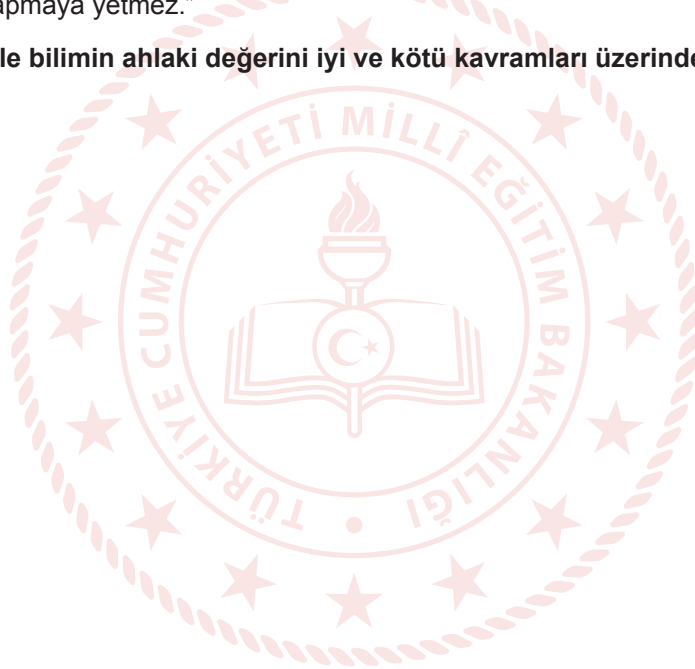 apmaya yetmez.”
le bilimin ahlaki değerini iyi ve kötü kavramları üzerinde
TÜRKİYE CUMHURİYETİ MİLLÎ EĞİTİM BAKANLIĞI